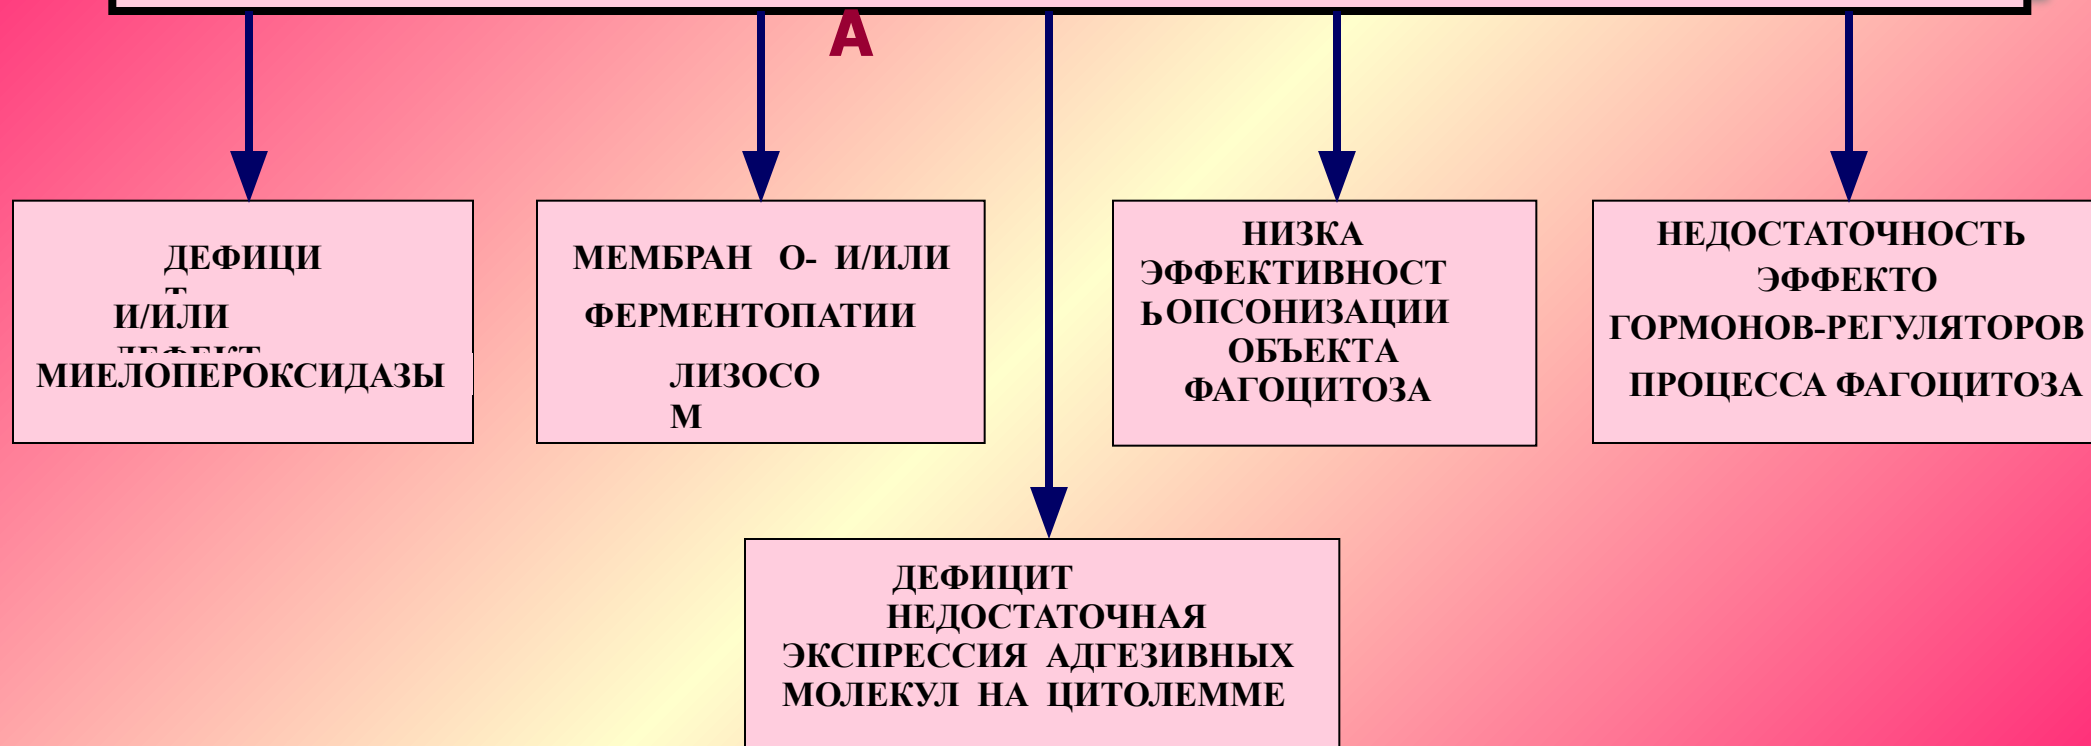 А
ДЕФИЦИ
Т
И/ИЛИ
ДЕФЕКТ
МИЕЛОПЕРОКСИДАЗЫ
МЕМБРАН О- И/ИЛИ
ФЕРМЕНТОПАТИИ
ЛИЗОСО
М
НИЗКА
ЭФФЕКТИВНОСТ
ЬОПСОНИЗАЦИИ
ОБЪЕКТА
ФАГОЦИТОЗА
НЕДОСТАТОЧНОСТЬ
ЭФФЕКТО
ГОРМОНОВ-РЕГУЛЯТОРОВ
ПРОЦЕССА ФАГОЦИТОЗА
ДЕФИЦИТ
НЕДОСТАТОЧНАЯ
ЭКСПРЕССИЯ АДГЕЗИВНЫХ
МОЛЕКУЛ НА ЦИТОЛЕММЕ